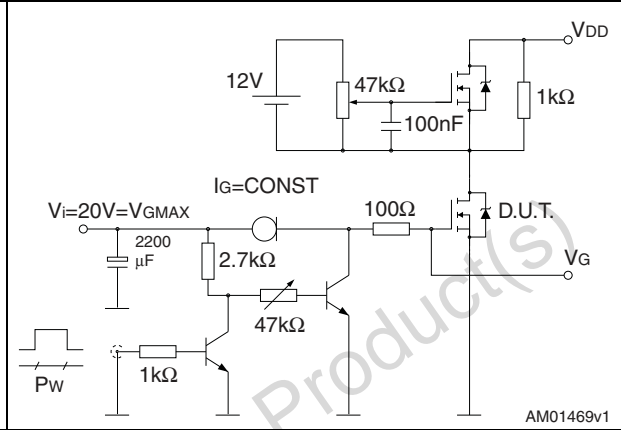 VDD
12V
47kΩ
1kΩ
100nF
IG=CONST
Vi=20V=VGMAX
100Ω
D.U.T.
2200
μF
2.7kΩ
VG
47kΩ
1kΩ
PW
Product(s)
AM01469v1